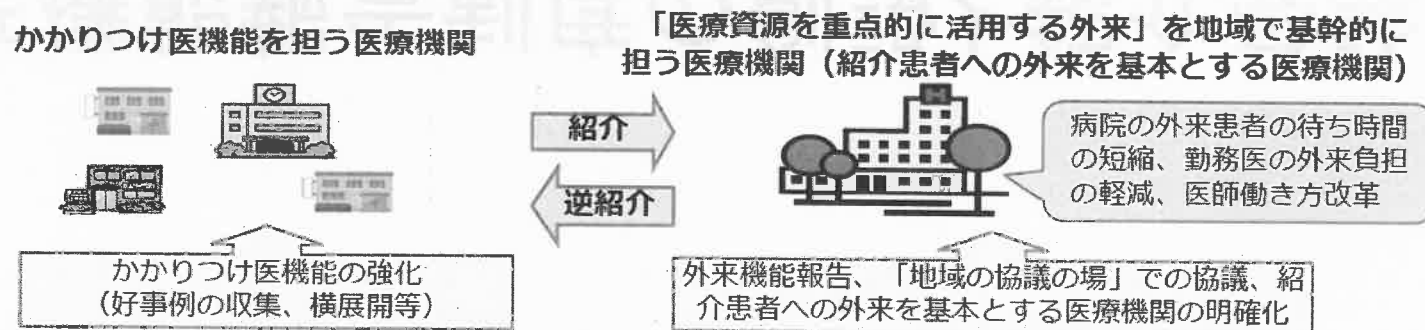 かかりつけ医機能を担う医療機関
「医療資源を重点的に活用する外来」を地域で基幹的に
担う医療機関（紹介患者への外来を基本とする医療機関）
紹介
逆紹介
病院の外来患者の待ち時間
の短縮、勤務医の外来負担
の軽減、医師働き方改革
かかりつけ医機能の強化
（好事例の収集、横展開等）
外来機能報告、「地域の協議の場」での協議、紹
介患者への外来を基本とする医療機関の明確化